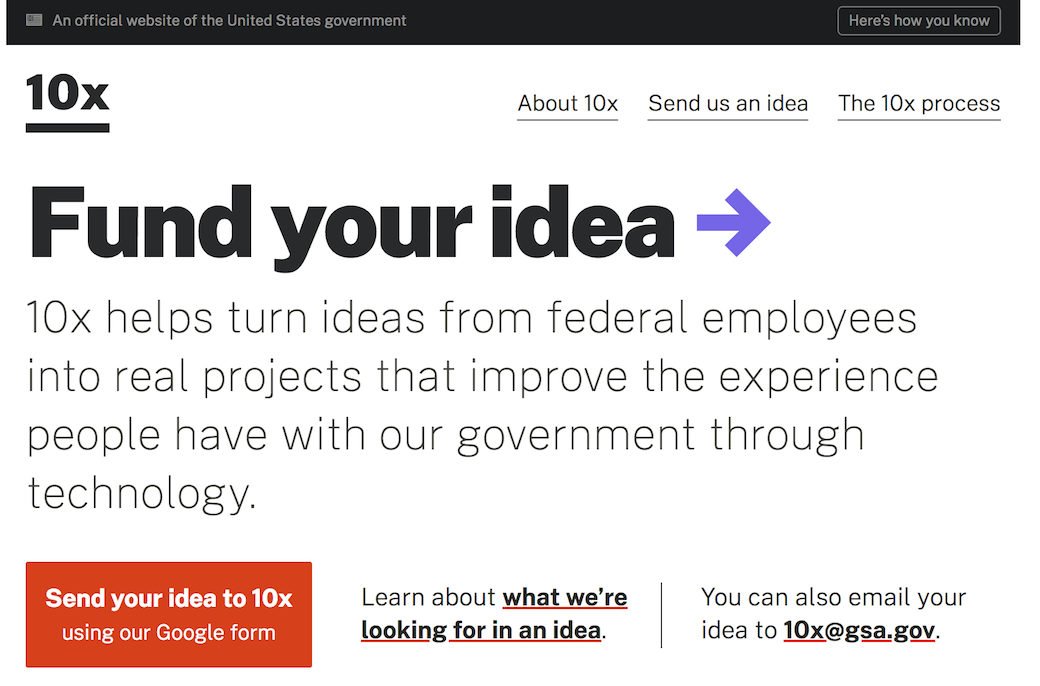 An official website of the United States government
Here's how you know
10x
About 10x
Send us an idea
The 10x process
Fund your idea →
10x helps turn ideas from federal employees
into real projects that improve the experience
people have with our government through
technology.
Send your idea to 10x
using our Google form
Learn about what we’re
looking for in an idea.
You can also email your
idea to 10x@gsa.gov.